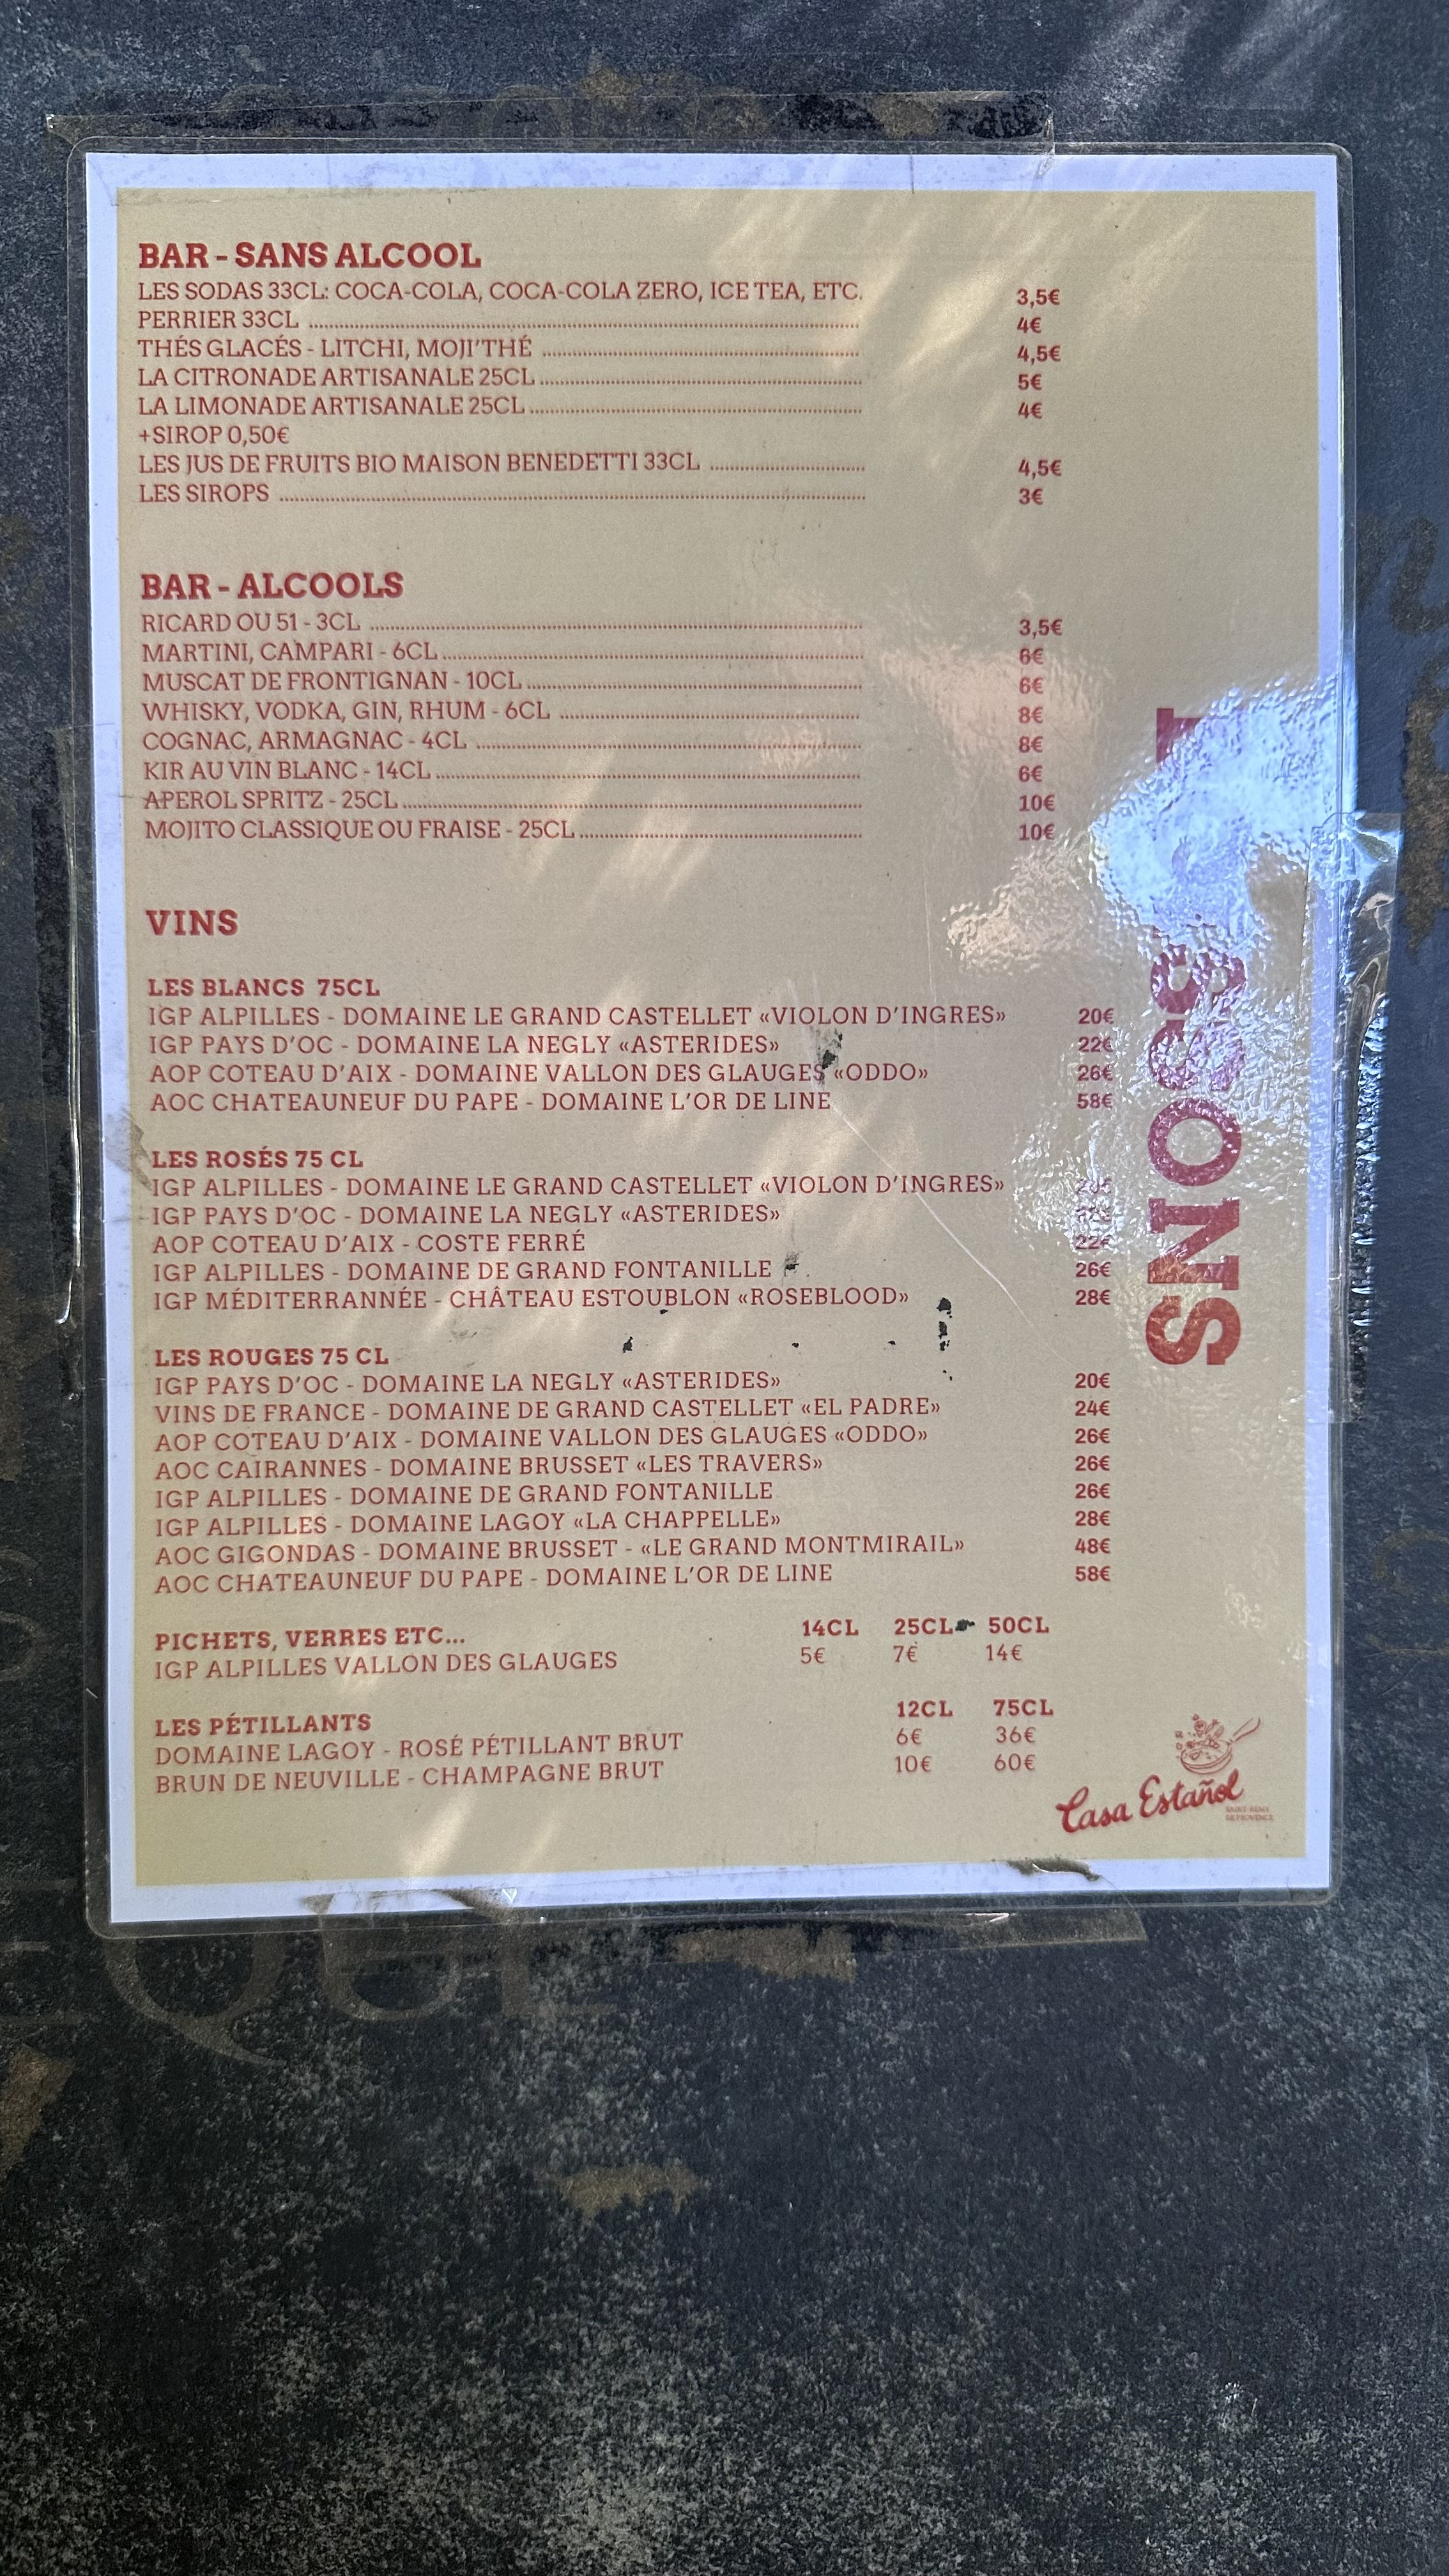 BAR - SANS ALCOOL
LES SODAS 33CL: COCA-COLA, COCA-COLA ZERO, ICE TEA, ETC. 3,5€
PERRIER 33CL 4€
THÉS GLACÉS - LITCHI, MOJI'THÉ 4,5€
LA CITRONADE ARTISANALE 25CL 5€
LA LIMONADE ARTISANALE 25CL 4€
+SIROP 0,50€
LES JUS DE FRUITS BIO MAISON BENEDETTI 33CL 4,5€
LES SIROPS 3€
BAR - ALCOOLS
RICARD OU 51 - 3CL 3,5€
MARTINI, CAMPARI - 6CL 6€
MUSCAT DE FRONTIGNAN - 10CL 6€
WHISKY, VODKA, GIN, RHUM - 6CL 8€
COGNAC, ARMAGNAC - 4CL 8€
KIR AU VIN BLANC - 14CL 6€
APEROL SPRITZ - 25CL 10€
MOJITO CLASSIQUE OU FRAISE - 25CL 10€
VINS
LES BLANCS 75CL
IGP ALPILLES - DOMAINE LE GRAND CASTELLET «VIOLON D'INGRES» 20€
IGP PAYS D'OC - DOMAINE LA NEGLY «ASTERIDES» 22€
AOP COTEAU D'AIX - DOMAINE VALLON DES GLAUGES «ODDO» 26€
AOC CHATEAUNEUF DU PAPE - DOMAINE L'OR DE LINE 58€
LES ROSÉS 75 CL
IGP ALPILLES - DOMAINE LE GRAND CASTELLET «VIOLON D'INGRES»
IGP PAYS D'OC - DOMAINE LA NEGLY «ASTERIDES»
AOP COTEAU D'AIX - COSTE FERRÉ 22€
IGP ALPILLES - DOMAINE DE GRAND FONTANILLE 26€
IGP MÉDITERRANNÉE - CHÂTEAU ESTOUBLON «ROSEBLOOD» 28€
LES ROUGES 75 CL
IGP PAYS D'OC - DOMAINE LA NEGLY «ASTERIDES» 20€
VINS DE FRANCE - DOMAINE DE GRAND CASTELLET «EL PADRE» 24€
AOP COTEAU D'AIX - DOMAINE VALLON DES GLAUGES «ODDO» 26€
AOC CAIRANNES - DOMAINE BRUSSET «LES TRAVERS» 26€
IGP ALPILLES - DOMAINE DE GRAND FONTANILLE 26€
IGP ALPILLES - DOMAINE LAGOY «LA CHAPPELLE» 28€
AOC GIGONDAS - DOMAINE BRUSSET - «LE GRAND MONTMIRAIL» 48€
AOC CHATEAUNEUF DU PAPE - DOMAINE L'OR DE LINE 58€
PICHETS, VERRES ETC... 14CL 25CL 50CL
IGP ALPILLES VALLON DES GLAUGES 5€ 7€ 14€
LES PÉTILLANTS 12CL 75CL
DOMAINE LAGOY - ROSÉ PÉTILLANT BRUT 6€ 36€
BRUN DE NEUVILLE - CHAMPAGNE BRUT 10€ 60€
Casa Estañol
SAINT-REMY
DE PROVENCE